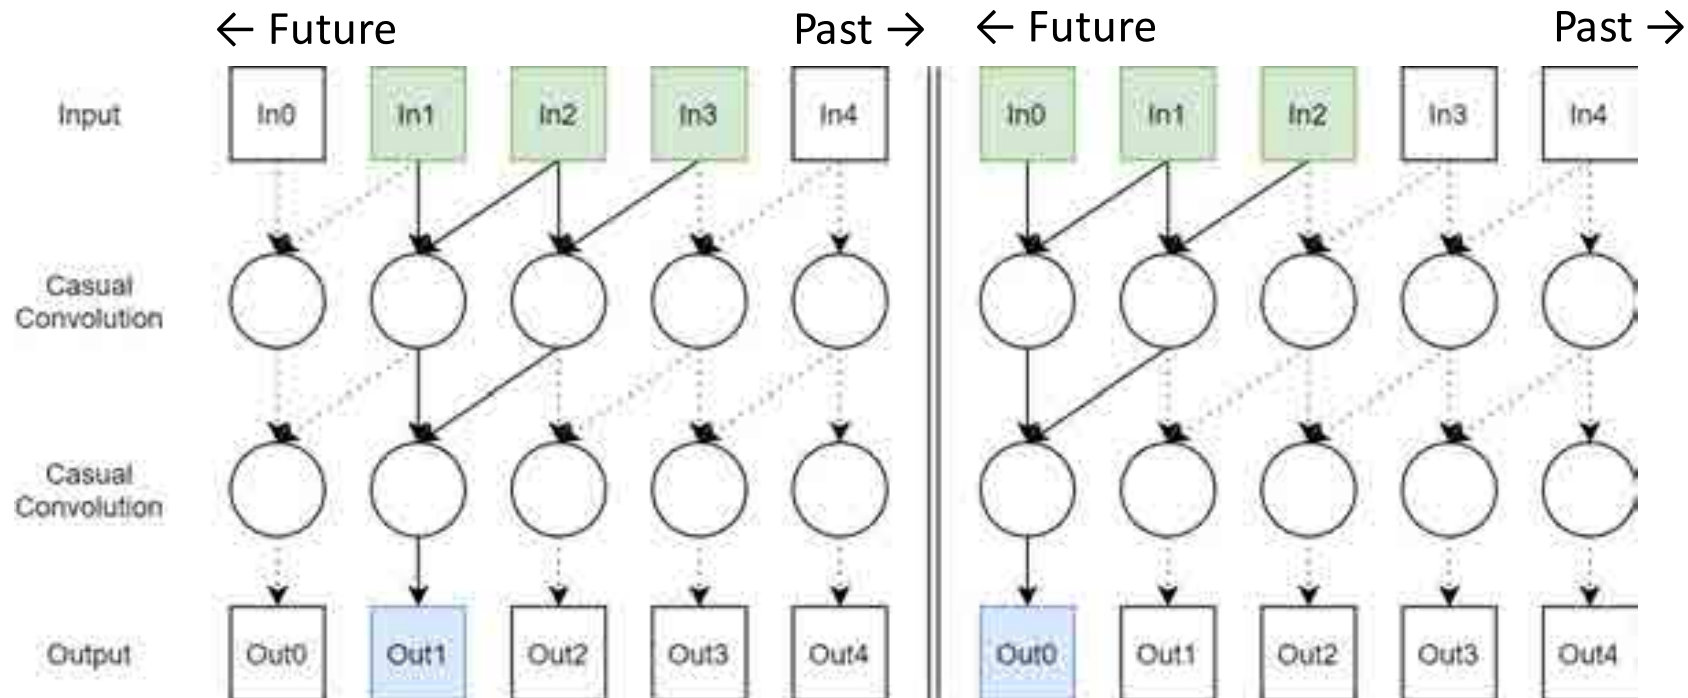 ← Future Past → ← Future Past →
Input In0 In1 In2 In3 In4 In0 In1 In2 In3 In4
Casual
Convolution
Casual
Convolution
Output Out0 Out1 Out2 Out3 Out4 Out0 Out1 Out2 Out3 Out4